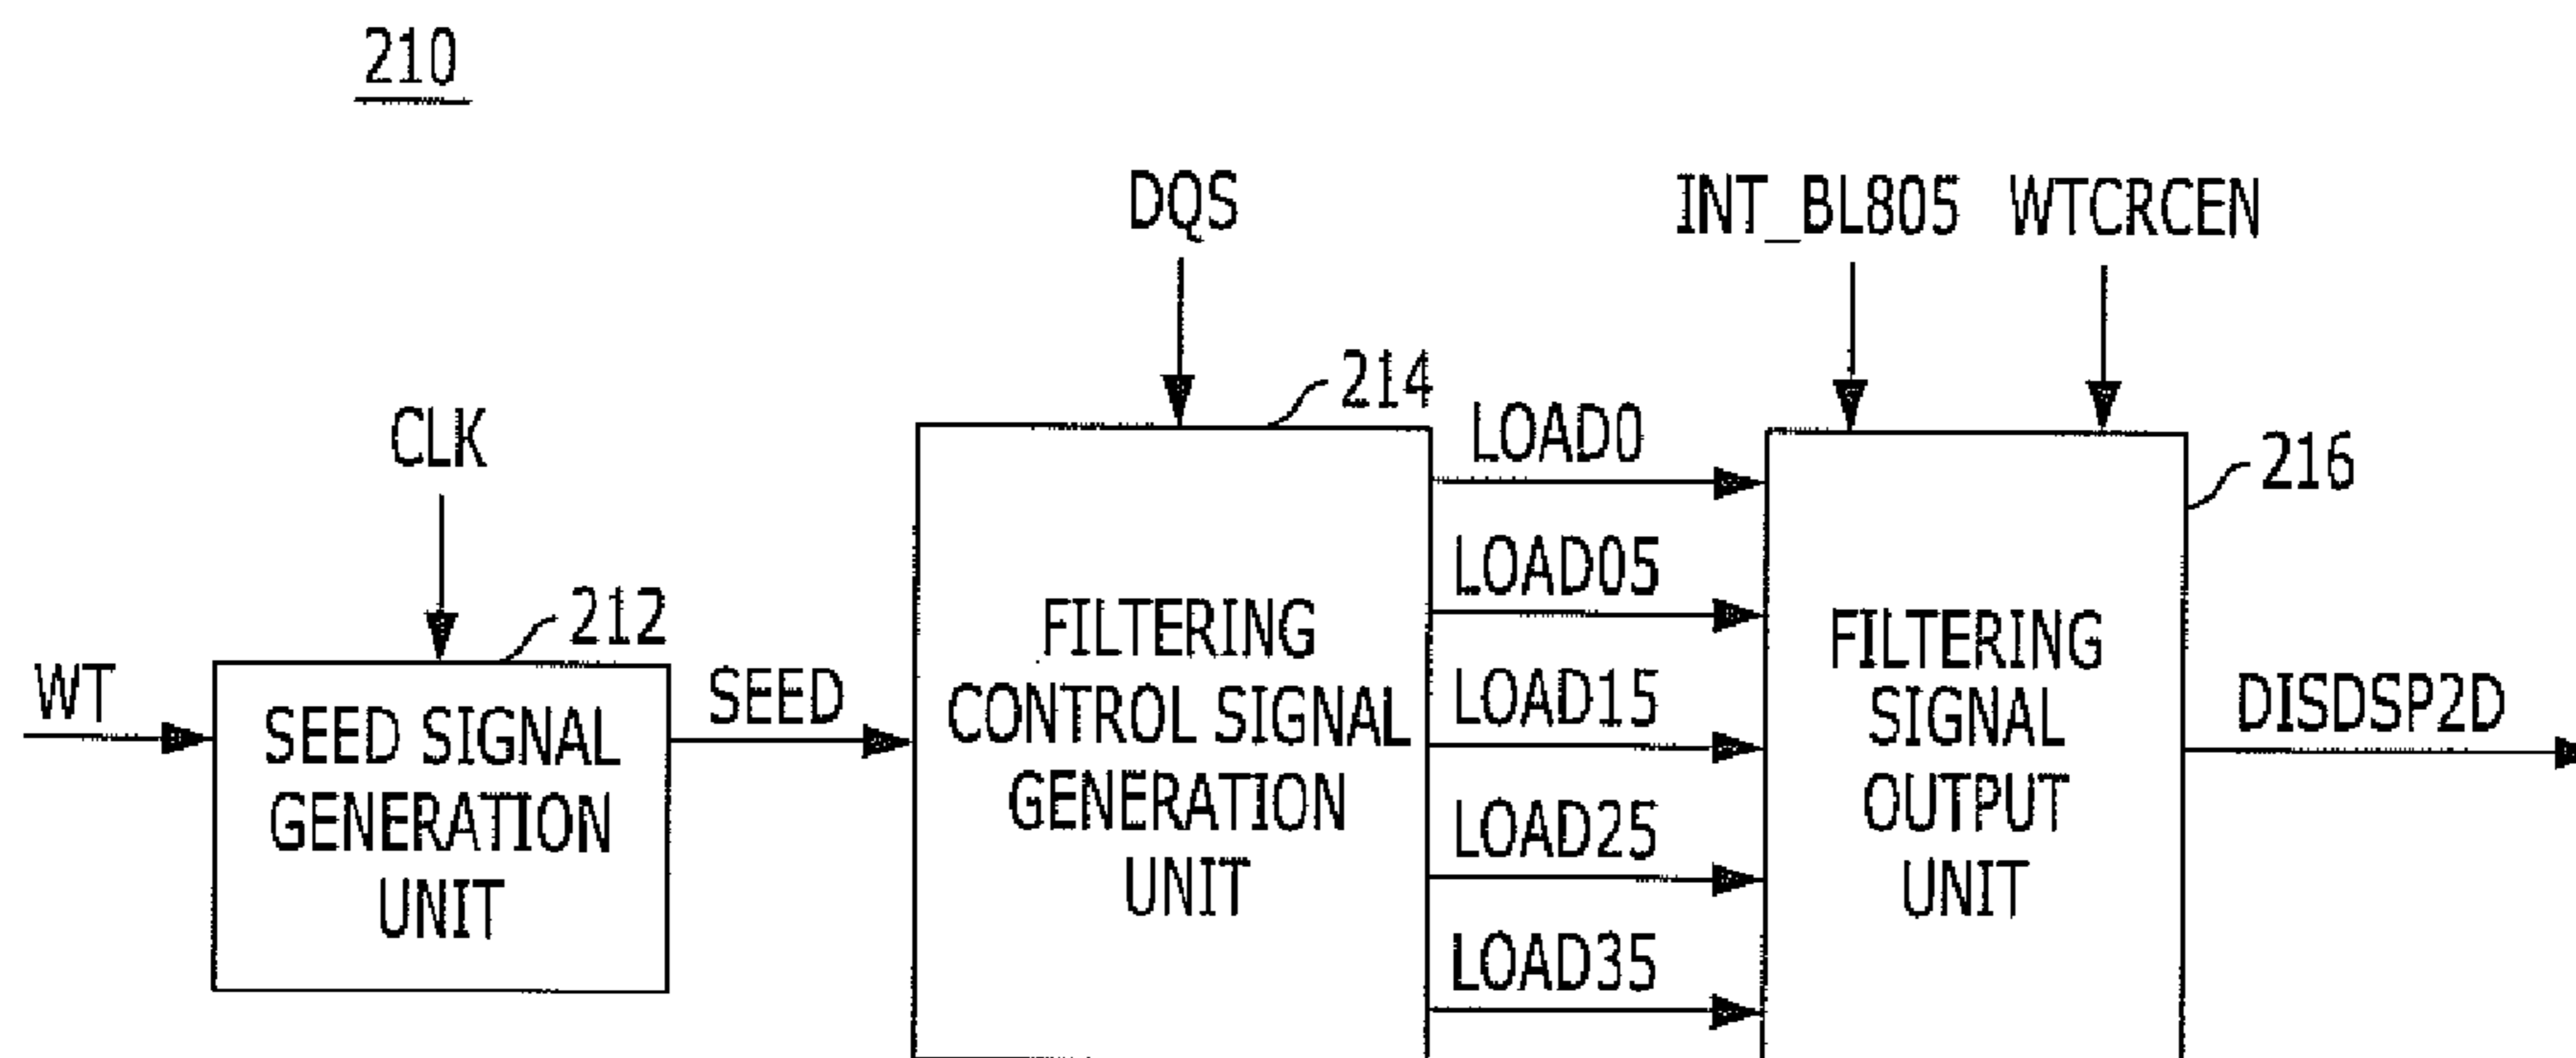 210
DQS
INT_BL805
WTCRCEN
CLK
214
216
212
WT
SEED SIGNAL
GENERATION
UNIT
SEED
FILTERING
CONTROL SIGNAL
GENERATION
UNIT
LOAD0
LOAD05
LOAD15
LOAD25
LOAD35
FILTERING
SIGNAL
OUTPUT
UNIT
DISDSP2D